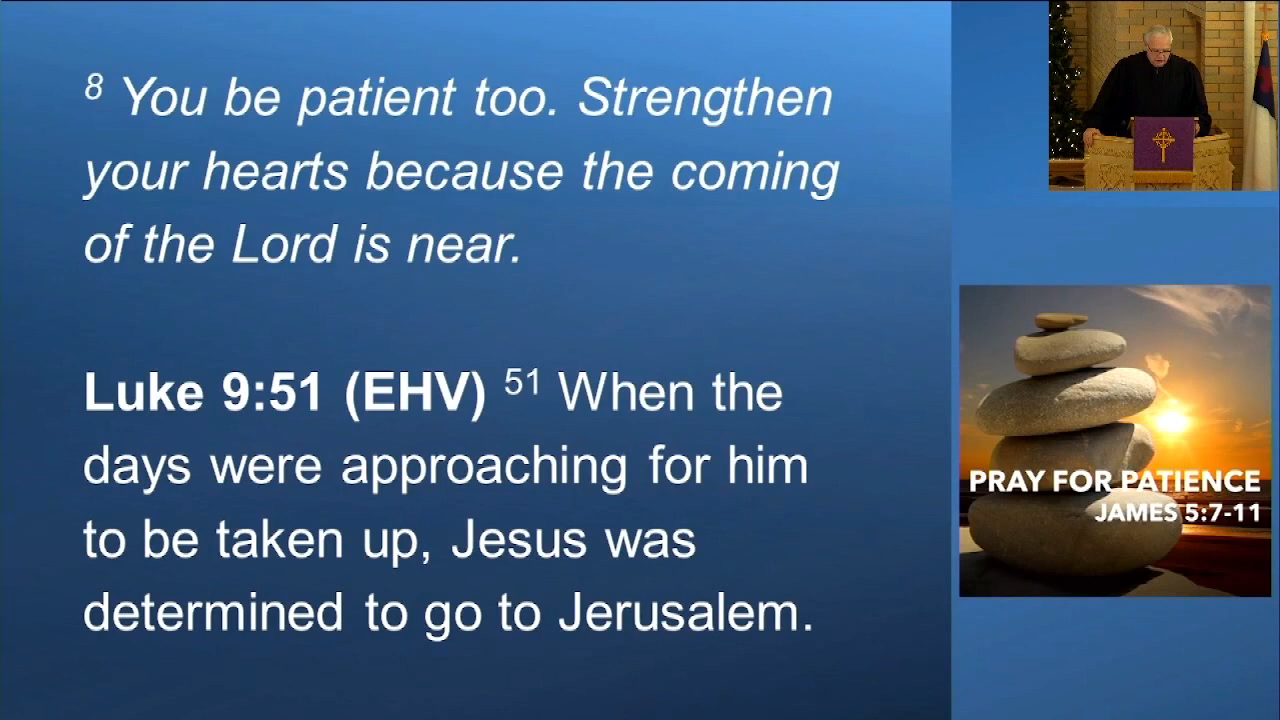 8 You be patient too. Strengthen
your hearts because the coming
of the Lord is near.
Luke 9:51 (EHV) 51 When the
days were approaching for him
to be taken up, Jesus was
determined to go to Jerusalem.
PRAY FOR PATIENCE
JAMES 5:7-11